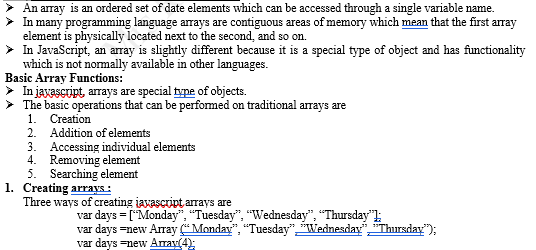 ➤ An array is an ordered set of date elements which can be accessed through a single variable name.
➤ In many programming language arrays are contiguous areas of memory which mean that the first array
element is physically located next to the second, and so on.
➤ In JavaScript, an array is slightly different because it is a special type of object and has functionality
which is not normally available in other languages.
Basic Array Functions:
➤ In javascript, arrays are special type of objects.
➤ The basic operations that can be performed on traditional arrays are
1. Creation
2. Addition of elements
3. Accessing individual elements
4. Removing element
5. Searching element
1. Creating arrays :
Three ways of creating javascript arrays are
var days = [“Monday”, “Tuesday”, “Wednesday”, “Thursday”];
var days =new Array (“ Monday”, “Tuesday”, ”Wednesday” ,”Thursday”);
var days =new Array(4);